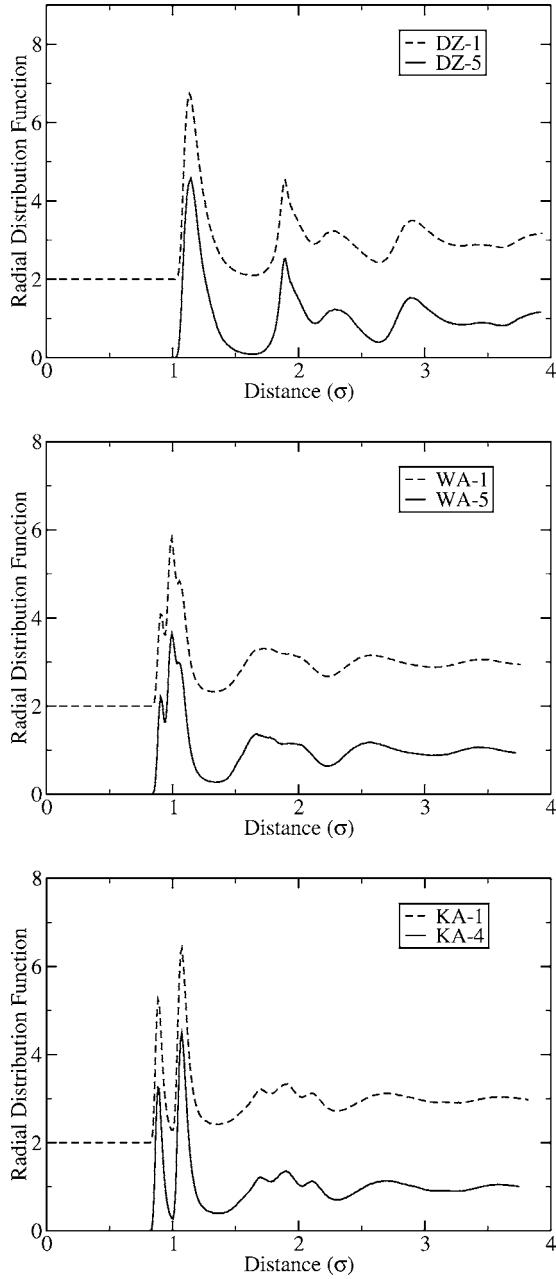 Radial Distribution Function
8
6
4
2
0
DZ-1
DZ-5
0 1 2 3 4
Distance (σ)
Radial Distribution Function
8
6
4
2
0
WA-1
WA-5
0 1 2 3 4
Distance (σ)
Radial Distribution Function
8
6
4
2
0
KA-1
KA-4
0 1 2 3 4
Distance (σ)